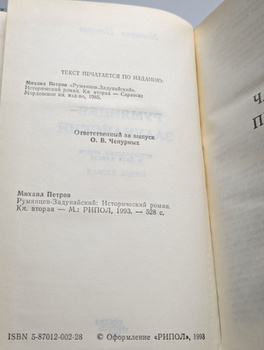 ТЕКСТ ПЕЧАТАЕТСЯ ПО ИЗДАНИЮ:
Михаил Петров «Румянцев-Задунайский».
Исторический роман. Кн. вторая — Саранск:
Мордовское кн. изд-во, 1985.
Ответственный за выпуск
О. В. Чепурных
Михаил Петров
Румянцев-Задунайский: Исторический роман.
Кн. вторая — М.: РИПОЛ, 1993. — 528 с.
ISBN 5-87012-002-28
© Оформление «РИПОЛ», 1993
Ч
П